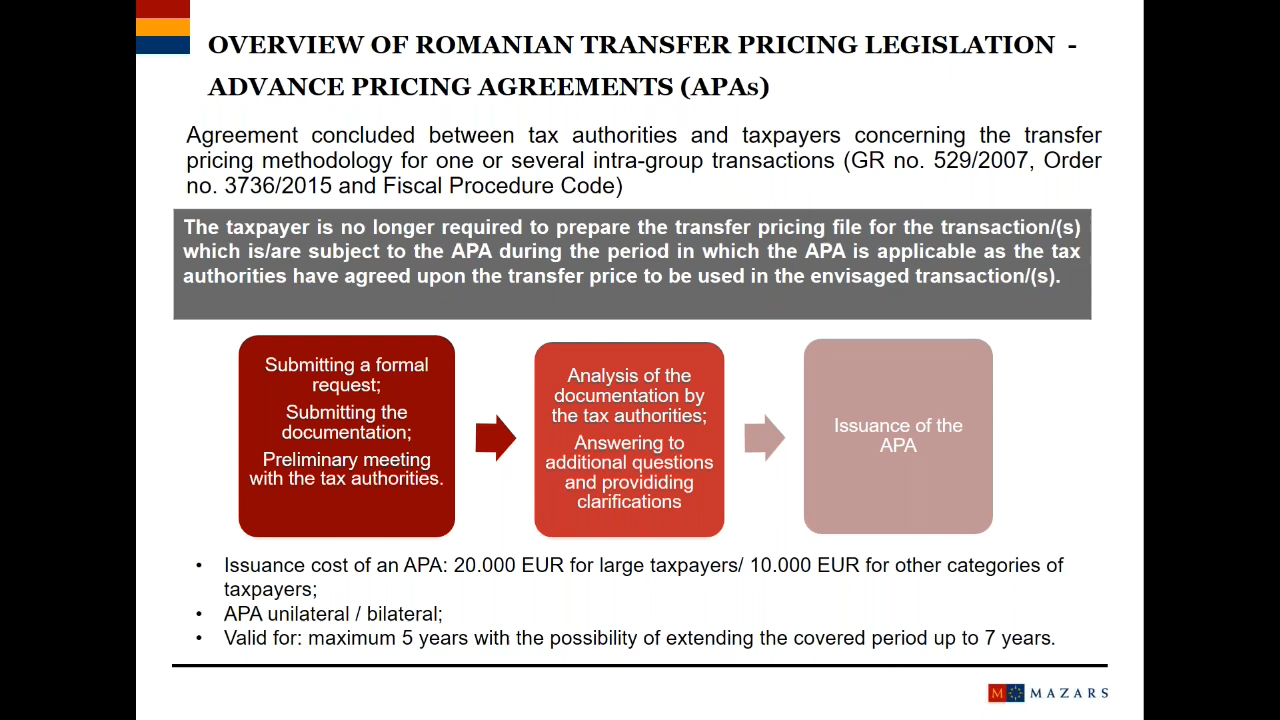 OVERVIEW OF ROMANIAN TRANSFER PRICING LEGISLATION -
ADVANCE PRICING AGREEMENTS (APAs)
Agreement concluded between tax authorities and taxpayers concerning the transfer
pricing methodology for one or several intra-group transactions (GR no. 529/2007, Order
no. 3736/2015 and Fiscal Procedure Code)
The taxpayer is no longer required to prepare the transfer pricing file for the transaction/(s)
which is/are subject to the APA during the period in which the APA is applicable as the tax
authorities have agreed upon the transfer price to be used in the envisaged transaction/(s).
Submitting a formal
request;
Submitting the
documentation;
Preliminary meeting
with the tax authorities.
Analysis of the
documentation by
the tax authorities;
Answering to
additional questions
and provididing
clarifications
Issuance of the
APA
• Issuance cost of an APA: 20.000 EUR for large taxpayers/ 10.000 EUR for other categories of
taxpayers;
• APA unilateral / bilateral;
• Valid for: maximum 5 years with the possibility of extending the covered period up to 7 years.
M MAZARS